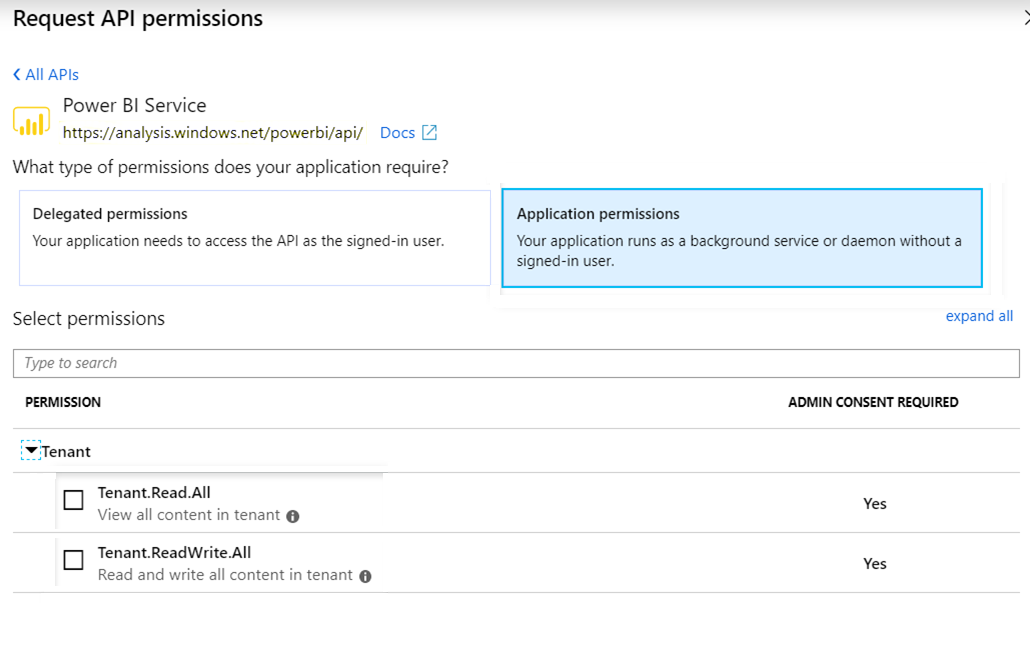 Request API permissions
All APIs
Power BI Service
https://analysis.windows.net/powerbi/api/ Docs
What type of permissions does your application require?
Delegated permissions
Your application needs to access the API as the signed-in user.
Application permissions
Your application runs as a background service or daemon without a
signed-in user.
Select permissions
expand all
Type to search
PERMISSION
ADMIN CONSENT REQUIRED
Tenant
Tenant.Read.All
View all content in tenant
Yes
Tenant.ReadWrite.All
Read and write all content in tenant
Yes